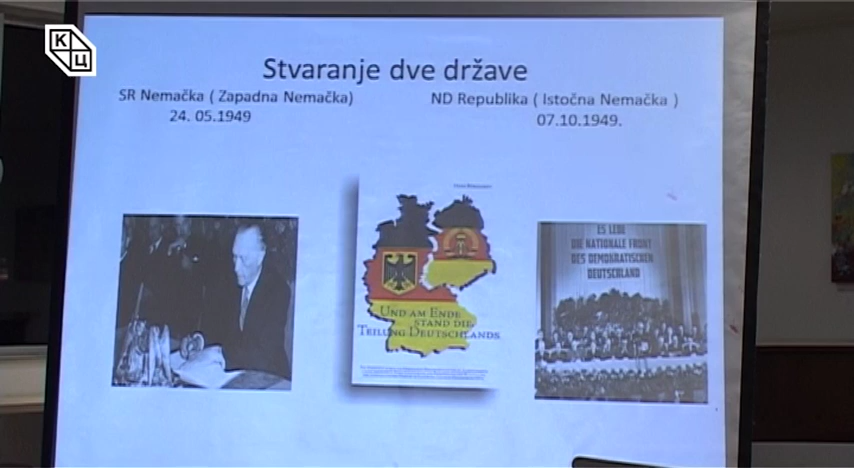 К
Ц
Stvaranje dve države
SR Nemačka ( Zapadna Nemačka)
24. 05.1949
ND Republika ( Istočna Nemačka )
07.10.1949.
UND AM ENDE
STAND DIE
TEILUNG DEUTSCHLANDS
ES LEBE
DIE NATIONALE FRONT
DES DEMOKRATISCHEN
DEUTSCHLAND